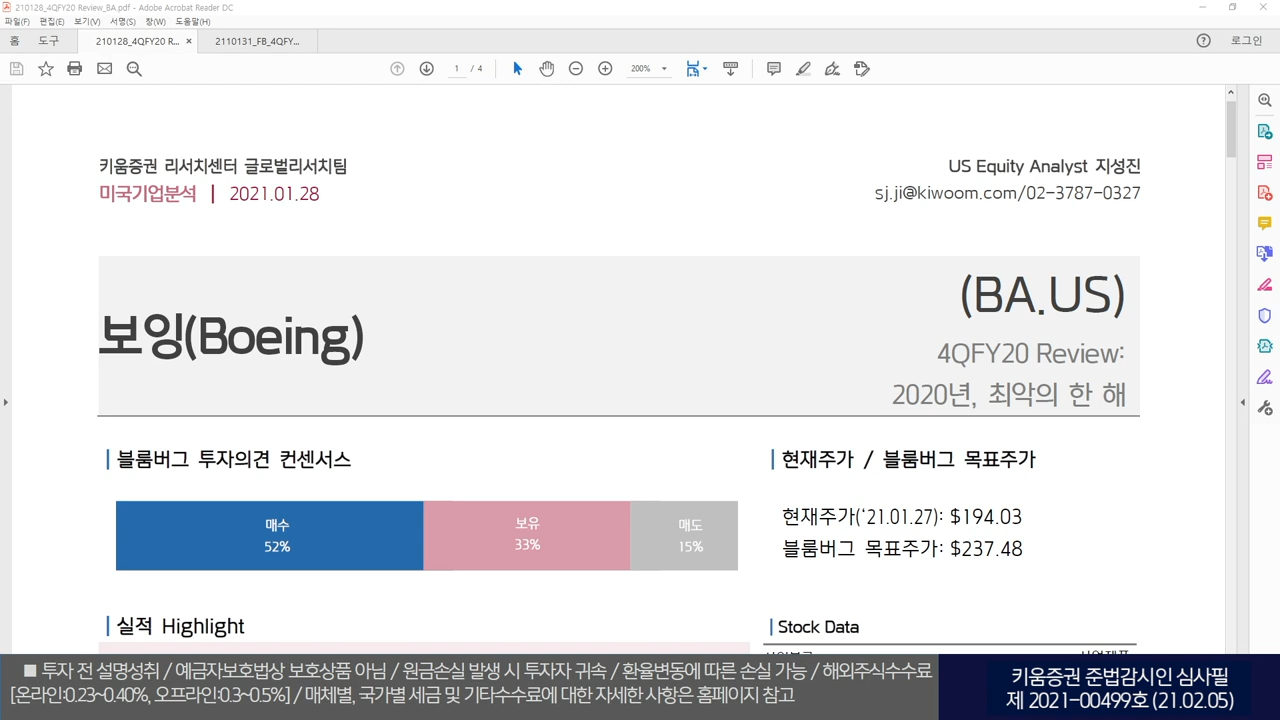 210128_4QFY20 Review_BA.pdf - Adobe Acrobat Reader DC
파일(F) 편집(E) 보기(V) 서명(S) 창(W) 도움말(H)
홈 도구 210128_4QFY20 R... × 2110131_FB_4QFY... ? 로그인
1 / 4 200%
키움증권 리서치센터 글로벌리서치팀
US Equity Analyst 지성진
미국기업분석 | 2021.01.28
sj.ji@kiwoom.com/02-3787-0327
보잉(Boeing)
(BA.US)
4QFY20 Review:
2020년, 최악의 한 해
블룸버그 투자의견 컨센서스
매수 보유 매도
52% 33% 15%
현재주가 / 블룸버그 목표주가
현재주가(‘21.01.27): $194.03
블룸버그 목표주가: $237.48
실적 Highlight
Stock Data
■ 투자 전 설명성취 / 예금자보호법상 보호상품 아님 / 원금손실 발생 시 투자자 귀속 / 환율변동에 따른 손실 가능 / 해외주식수수료
[온라인:0.23~0.40%, 오프라인:0.3~0.5%] / 매체별, 국가별 세금 및 기타수수료에 대한 자세한 사항은 홈페이지 참고
키움증권 준법감시인 심사필
제 2021-00499호 (21.02.05)